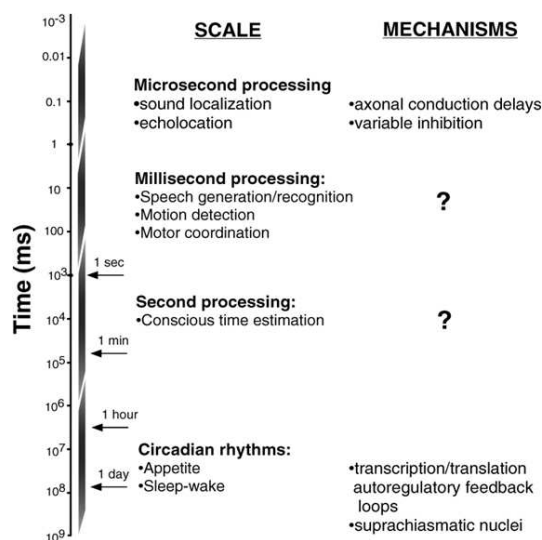 SCALE
MECHANISMS
Time (ms)
10-3
0.01
0.1
1
10
100
103
104
105
106
107
108
109
1 sec
1 min
1 hour
1 day
Microsecond processing
•sound localization
•echolocation
•axonal conduction delays
•variable inhibition
Millisecond processing:
•Speech generation/recognition
•Motion detection
•Motor coordination
?
Second processing:
•Conscious time estimation
?
Circadian rhythms:
•Appetite
•Sleep-wake
•transcription/translation
autoregulatory feedback
loops
•suprachiasmatic nuclei